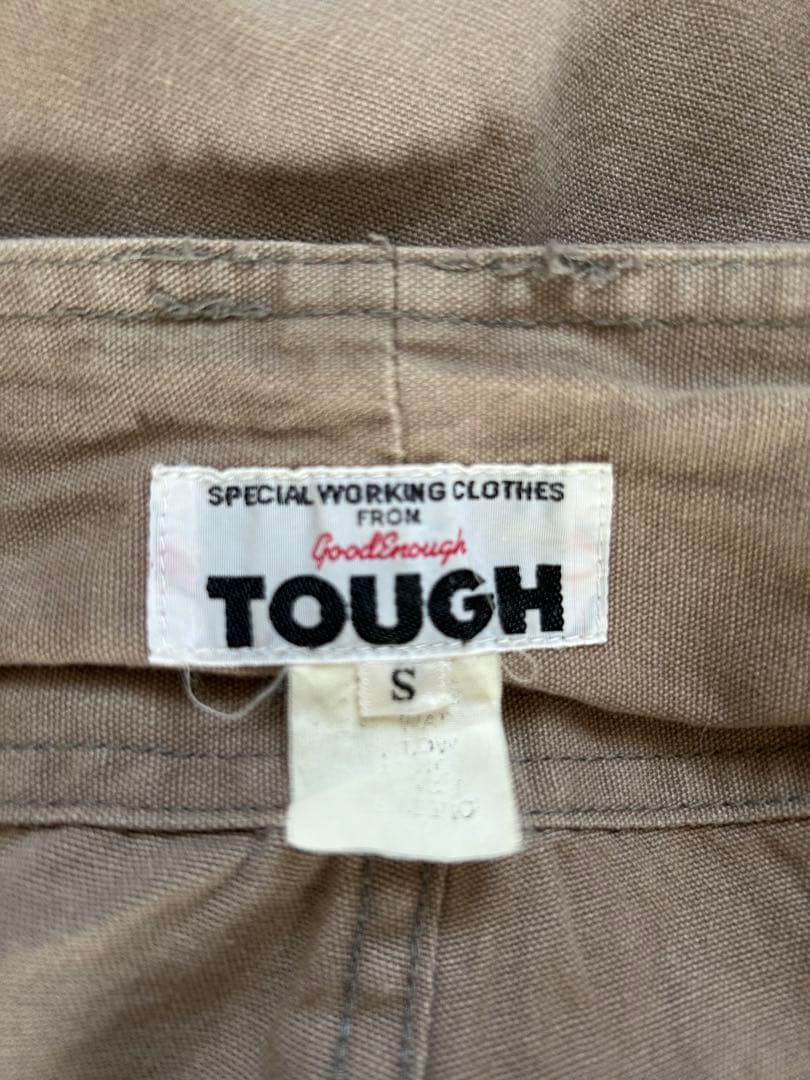 SPECIAL WORKING CLOTHES
FROM
GoodEnough
TOUGH
S